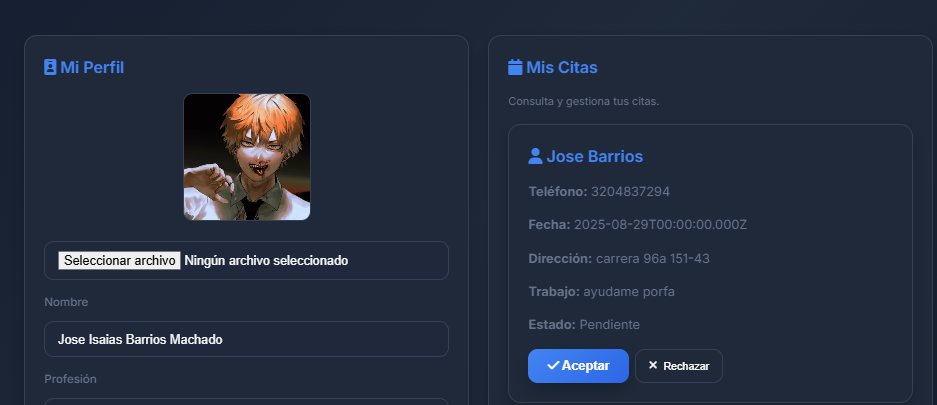 Mi Perfil
Seleccionar archivo Ningún archivo seleccionado
Nombre
Jose Isaias Barrios Machado
Profesión
Mis Citas
Consulta y gestiona tus citas.
Jose Barrios
Teléfono: 3204837294
Fecha: 2025-08-29T00:00:00.000Z
Dirección: carrera 96a 151-43
Trabajo: ayudame porfa
Estado: Pendiente
Aceptar
Rechazar